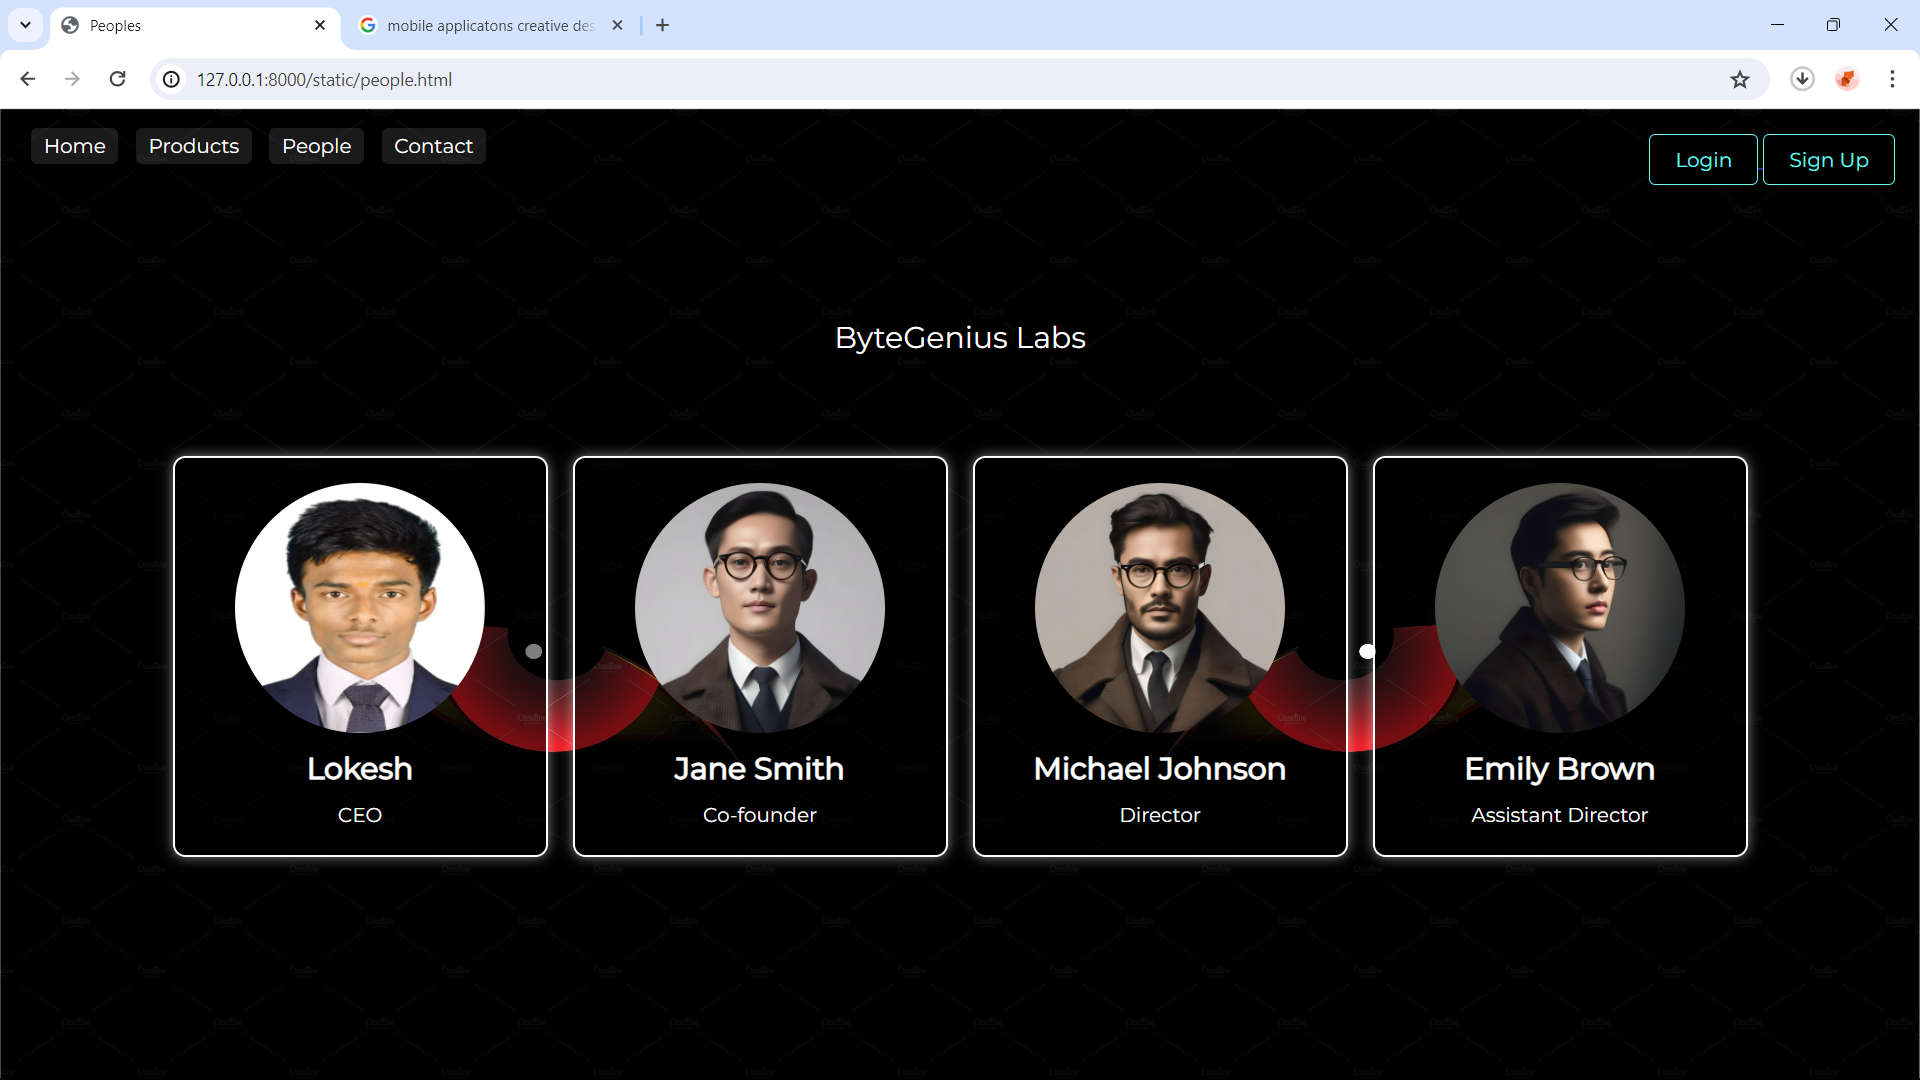 Peoples
mobile applicatons creative des
127.0.0.1:8000/static/people.html
Home Products People Contact
Login Sign Up
ByteGenius Labs
Lokesh Jane Smith Michael Johnson Emily Brown
CEO Co-founder Director Assistant Director